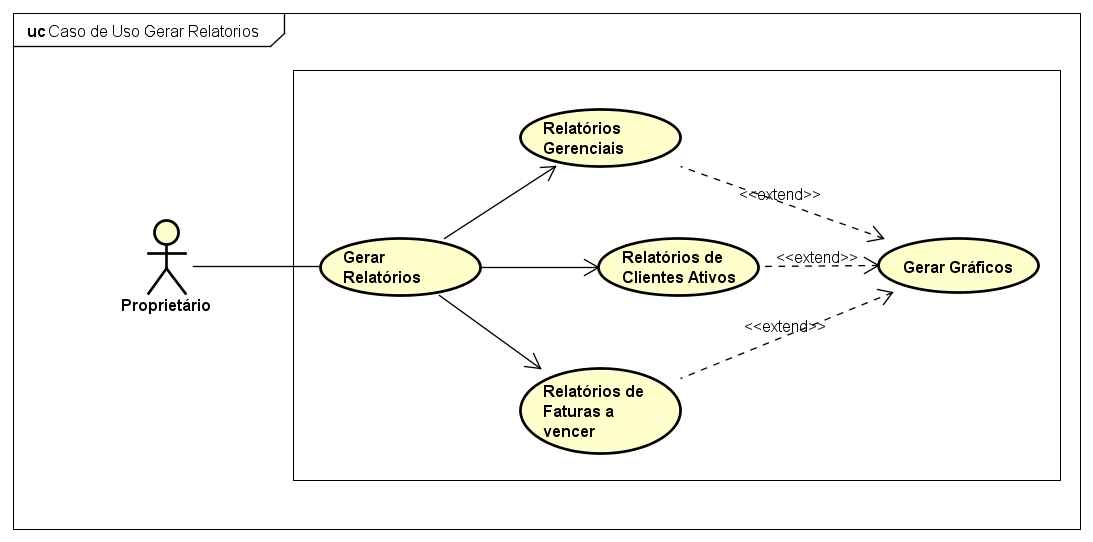 uc Caso de Uso Gerar Relatorios
Relatórios
Gerenciais
<<extend>>
Proprietário
Gerar
Relatórios
Relatórios de
Clientes Ativos
<<extend>>
Gerar Gráficos
<<extend>>
Relatórios de
Faturas a
vencer